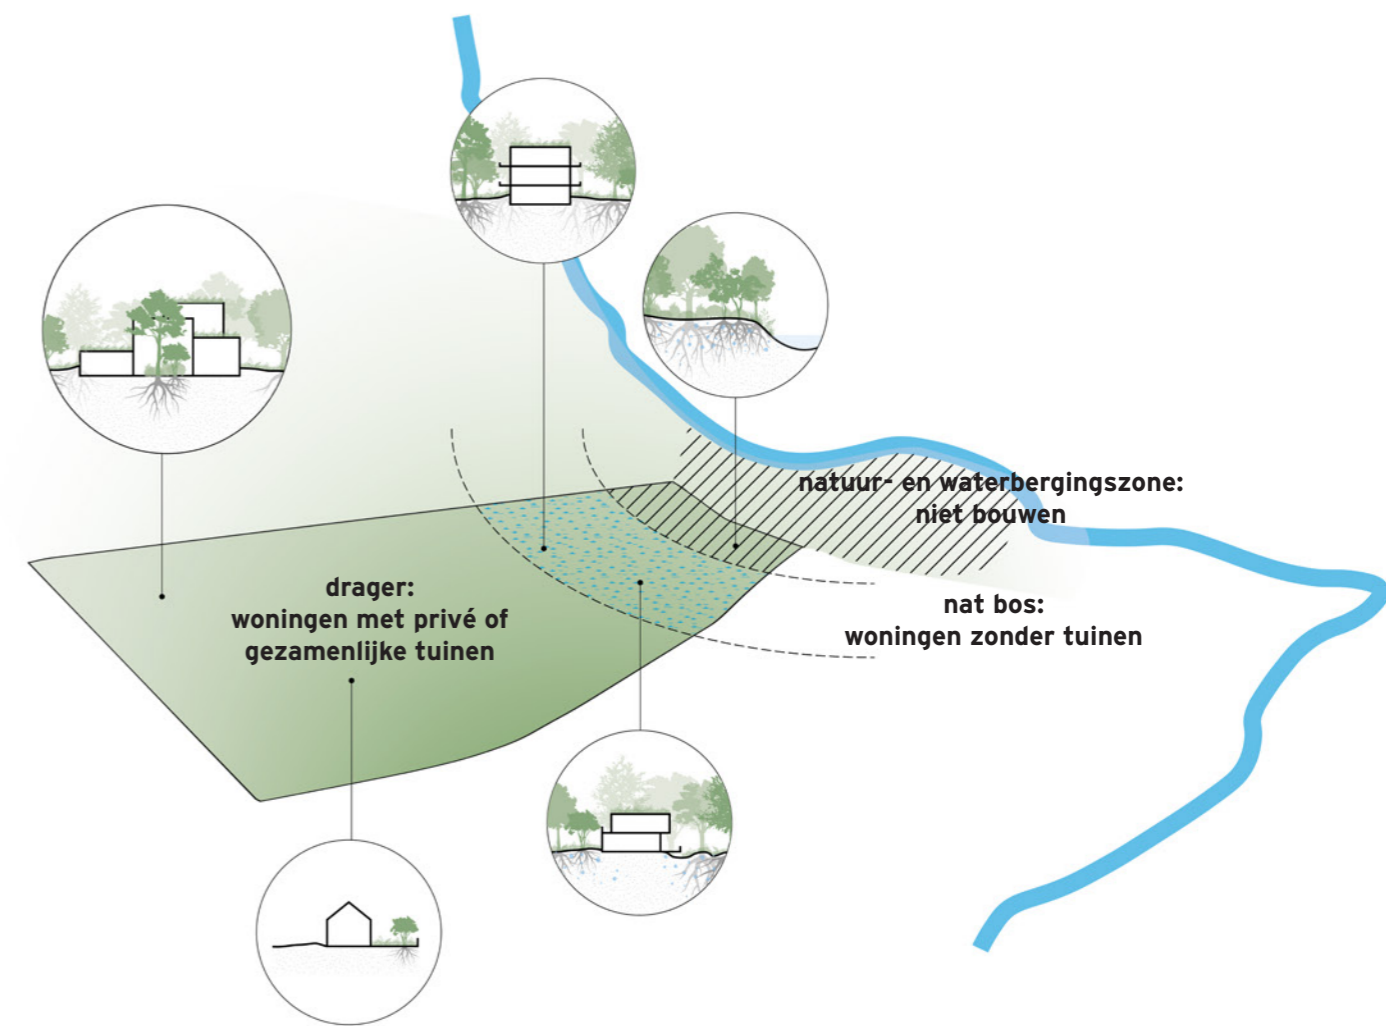 natuur- en waterbergingszone:
niet bouwen
drager:
woningen met privé of
gezamenlijke tuinen
nat bos:
woningen zonder tuinen